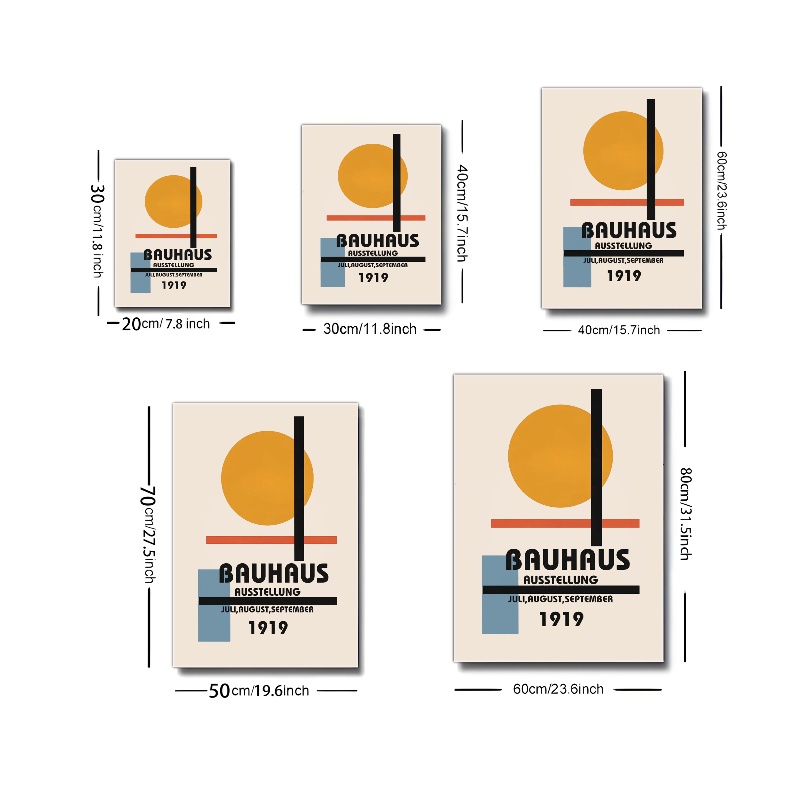 30cm/11.8 inch
BAUHAUS
AUSSTELLUNG
JULI,AUGUST,SEPTEMBER
1919
20cm/ 7.8 inch
BAUHAUS
AUSSTELLUNG
JULI,AUGUST,SEPTEMBER
1919
40cm/15.7inch
30cm/11.8inch
BAUHAUS
AUSSTELLUNG
JULI,AUGUST,SEPTEMBER
1919
60cm/23.6inch
40cm/15.7inch
70cm/27.5inch
BAUHAUS
AUSSTELLUNG
JULI,AUGUST,SEPTEMBER
1919
50cm/19.6inch
BAUHAUS
AUSSTELLUNG
JULI,AUGUST,SEPTEMBER
1919
80cm/31.5inch
60cm/23.6inch